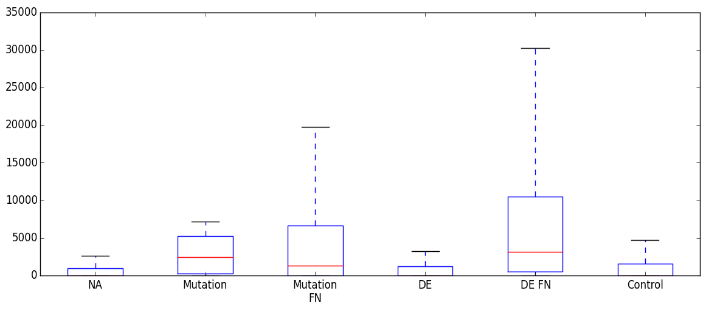 35000
30000
25000
20000
15000
10000
5000
0
NA
Mutation
Mutation
FN
DE
DE FN
Control